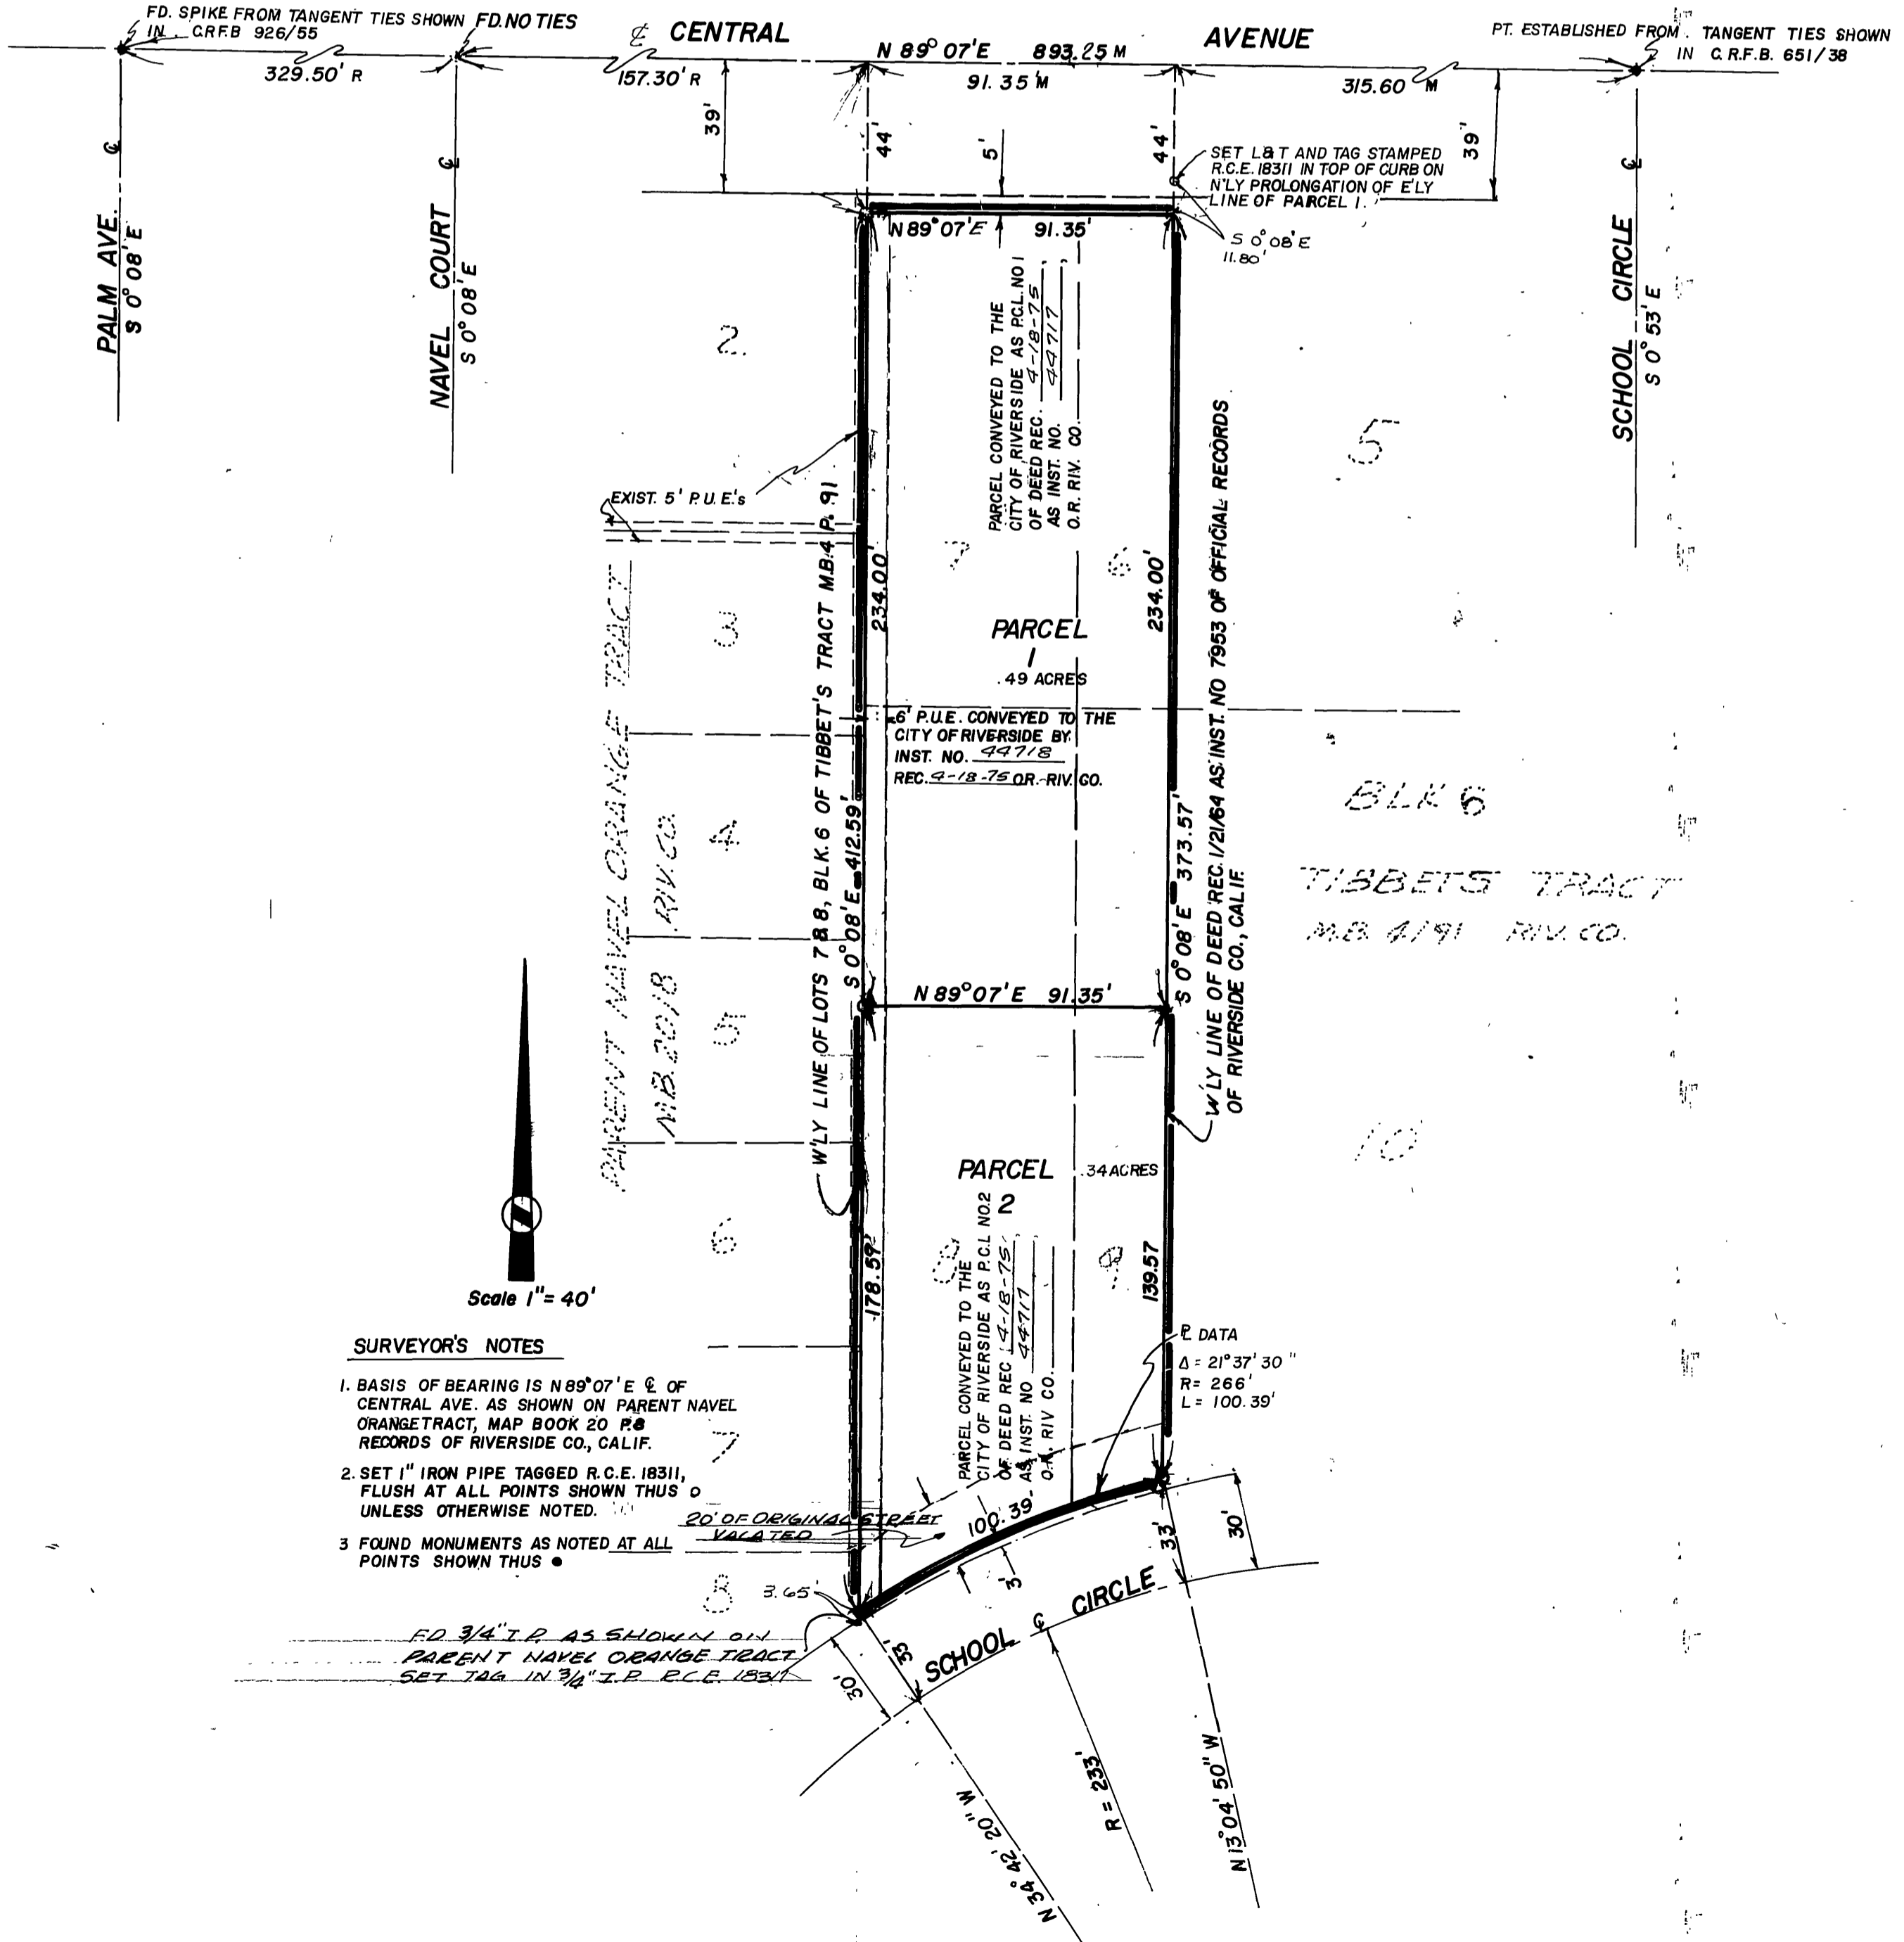 FD. SPIKE FROM TANGENT TIES SHOWN
IN C.R.F.B 926/55
FD. NO TIES
℄ CENTRAL AVENUE
PT. ESTABLISHED FROM TANGENT TIES SHOWN
IN C.R.F.B. 651/38
N 89° 07' E 893.25 M
329.50' R
157.30' R
91.35' M
315.60 M
39'
44'
5'
44'
39'
SET L&T AND TAG STAMPED
R.C.E. 18311 IN TOP OF CURB ON
N'LY PROLONGATION OF E'LY
LINE OF PARCEL 1.
S 0° 08' E
11.80'
PALM AVE. ℄
S 0° 08' E
NAVEL COURT ℄
S 0° 08' E
SCHOOL CIRCLE ℄
S 0° 53' E
N 89° 07' E 91.35'
PARCEL CONVEYED TO THE
CITY OF RIVERSIDE AS PCL. NO 1
OF DEED REC. 4-18-75,
AS INST. NO. 44717,
O.R. RIV. CO.
2.
5
EXIST. 5' P.U.E.'s
7
6
234.00'
234.00'
PARCEL
1
.49 ACRES
3
W'LY LINE OF LOTS 7 & 8, BLK. 6 OF TIBBET'S TRACT M.B. 4 P. 91
W'LY LINE OF DEED REC. 1/21/64 AS INST. NO 7953 OF OFFICIAL RECORDS
OF RIVERSIDE CO., CALIF.
PARENT NAVEL ORANGE TRACT
M.B. 20/8 RIV. CO.
6' P.U.E. CONVEYED TO THE
CITY OF RIVERSIDE BY
INST. NO. 44718
REC. 4-18-75 O.R. RIV. CO.
4
S 0° 08' E 412.59'
S 0° 08' E 373.57'
BLK 6
TIBBETS TRACT
M.B. 4/91 RIV. CO.
N 89° 07' E 91.35'
5
10
PARCEL
2
.34 ACRES
6
8
9
178.59'
139.57
PARCEL CONVEYED TO THE
CITY OF RIVERSIDE AS P.C.L NO.2
OF DEED REC 4-18-75,
AS INST. NO 44717,
O.R. RIV CO.
Scale 1" = 40'
℄ DATA
Δ = 21° 37' 30"
R = 266'
L = 100.39'
SURVEYOR'S NOTES
1. BASIS OF BEARING IS N 89° 07' E ℄ OF
CENTRAL AVE. AS SHOWN ON PARENT NAVEL
ORANGE TRACT, MAP BOOK 20 P.8
RECORDS OF RIVERSIDE CO., CALIF.
2. SET 1" IRON PIPE TAGGED R.C.E. 18311,
FLUSH AT ALL POINTS SHOWN THUS O
UNLESS OTHERWISE NOTED.
3 FOUND MONUMENTS AS NOTED AT ALL
POINTS SHOWN THUS ●
7
20' OF ORIGINAL STREET
VACATED
100.39'
3'
33'
30'
8
3.65'
FD 3/4" I.P. AS SHOWN ON
PARENT NAVEL ORANGE TRACT
SET TAG IN 3/4" I.P. R.C.E. 18311
30'
33'
SCHOOL ℄ CIRCLE
R = 233'
N 34° 42' 20" W
N 13° 04' 50" W